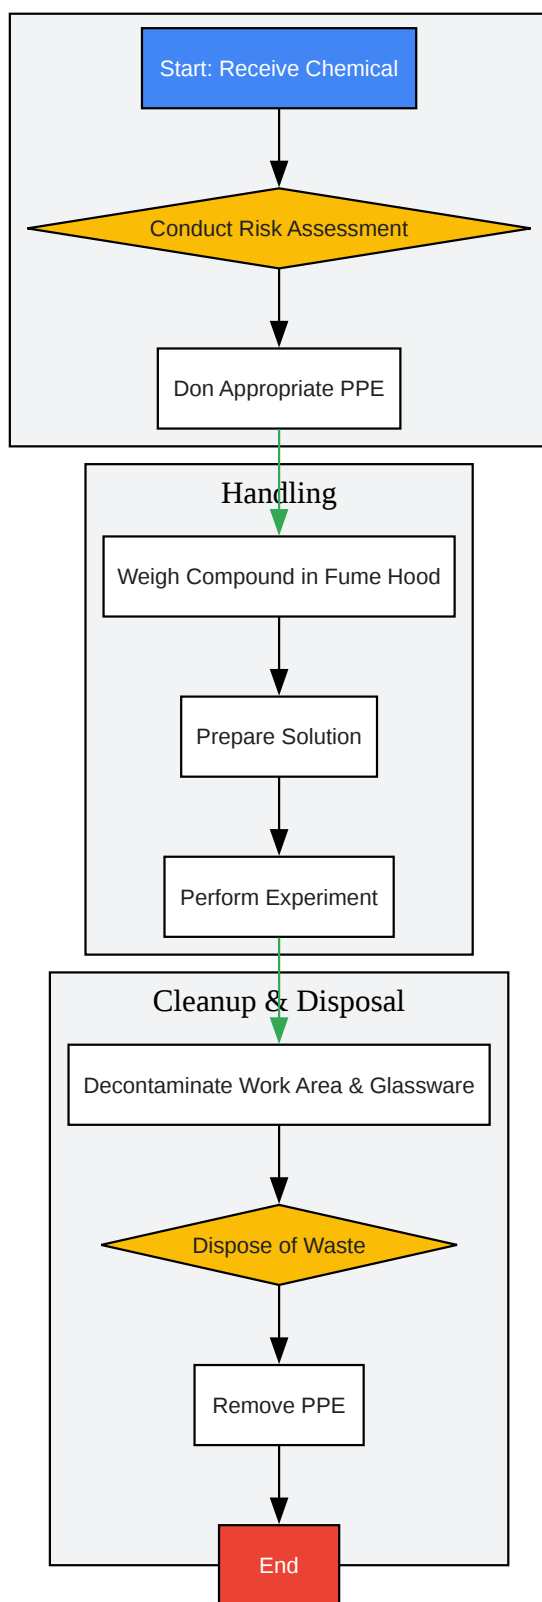 Start: Receive Chemical
Conduct Risk Assessment
Don Appropriate PPE
Handling
Weigh Compound in Fume Hood
Prepare Solution
Perform Experiment
Cleanup & Disposal
Decontaminate Work Area & Glassware
Dispose of Waste
Remove PPE
End